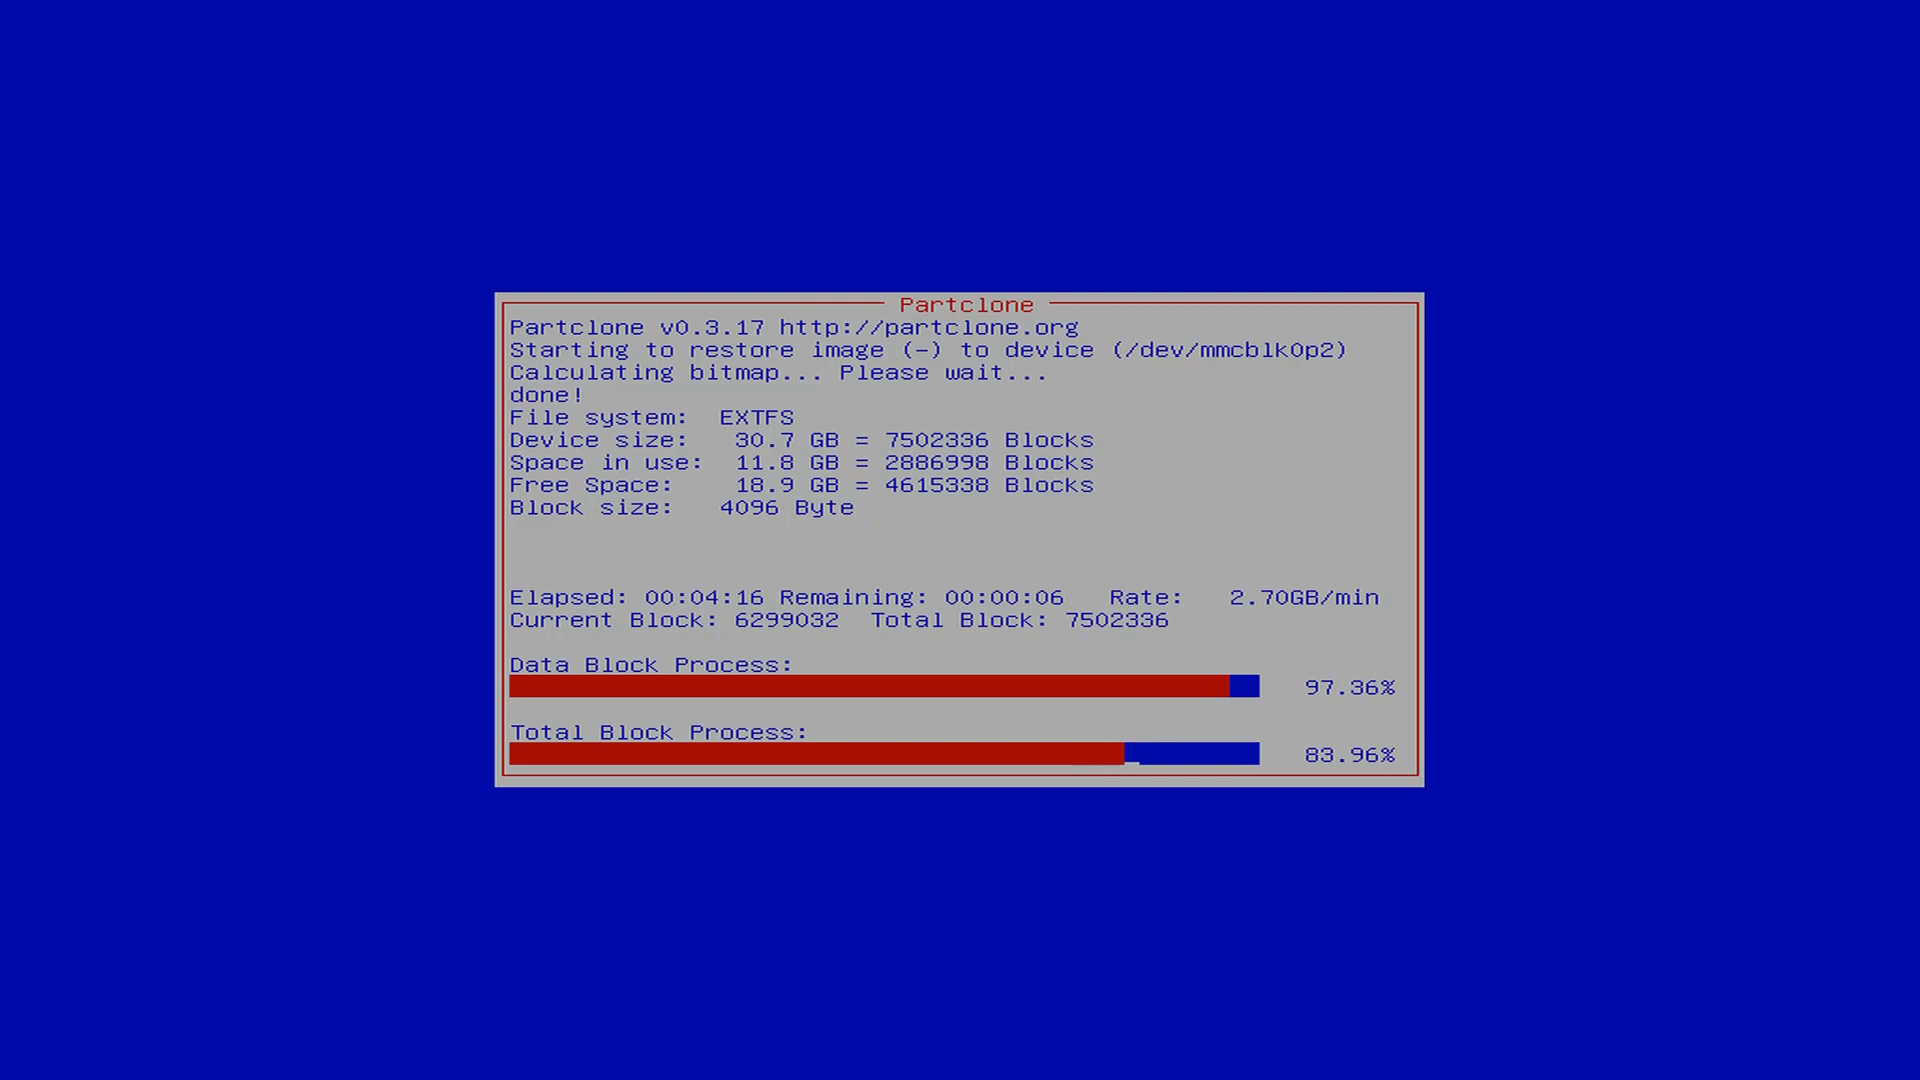 Partclone
Partclone v0.3.17 http://partclone.org
Starting to restore image (-) to device (/dev/mmcblk0p2)
Calculating bitmap... Please wait...
done!
File system: EXTFS
Device size: 30.7 GB = 7502336 Blocks
Space in use: 11.8 GB = 2886998 Blocks
Free Space: 18.9 GB = 4615338 Blocks
Block size: 4096 Byte
Elapsed: 00:04:16 Remaining: 00:00:06 Rate: 2.70GB/min
Current Block: 6299032 Total Block: 7502336
Data Block Process:
97.36%
Total Block Process:
83.96%